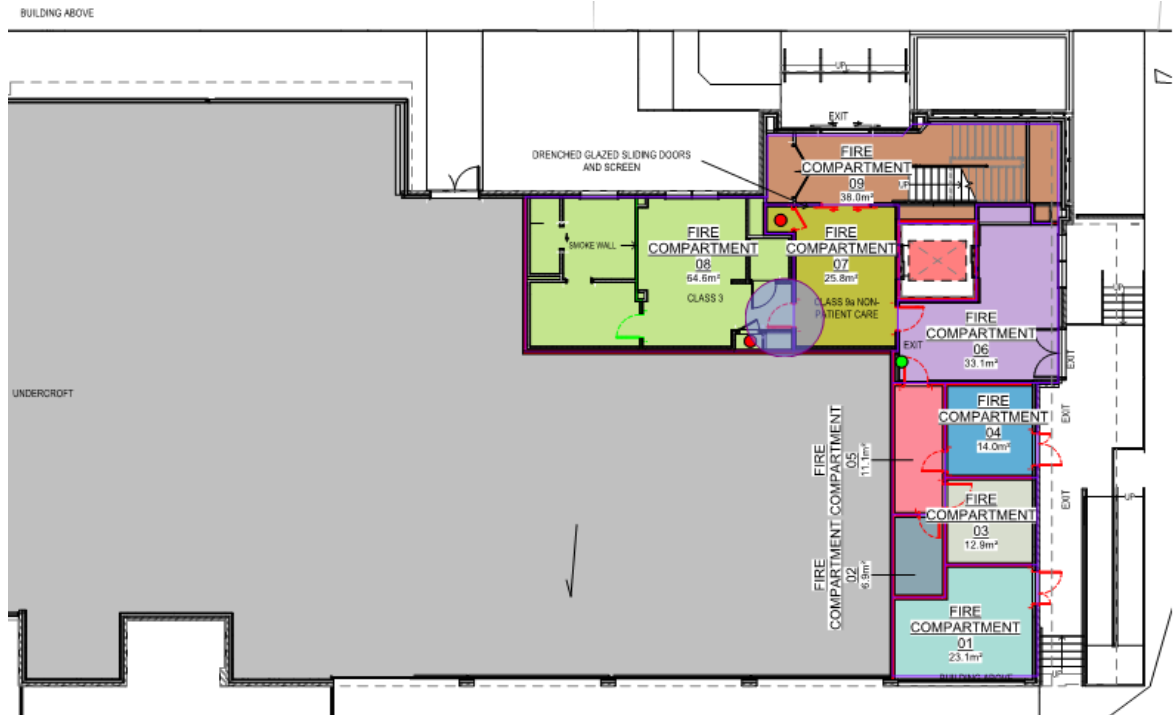 BUILDING ABOVE
UP
EXIT
DRENCHED GLAZED SLIDING DOORS
AND SCREEN
FIRE
COMPARTMENT
09
38.0m²
UP
SMOKE WALL
FIRE
COMPARTMENT
08
64.6m²
CLASS 3
FIRE
COMPARTMENT
07
25.8m²
CLASS 9a NON-
PATIENT CARE
UP
FIRE
COMPARTMENT
06
33.1m²
EXIT
EXIT
UNDERCROFT
FIRE
COMPARTMENT
05
11.1m²
FIRE
COMPARTMENT
04
14.0m²
EXIT
EXIT
UP
FIRE
COMPARTMENT
03
12.9m²
FIRE
COMPARTMENT
02
6.9m²
FIRE
COMPARTMENT
01
23.1m²
BUILDING ABOVE
UP